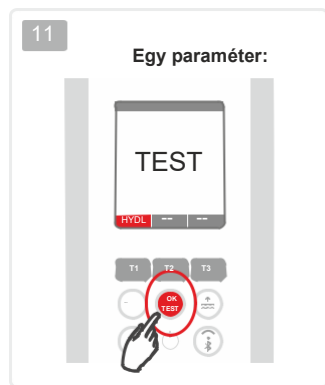 11
Egy paraméter:
TEST
HYDL -- --
T1 T2 T3
OK
TEST